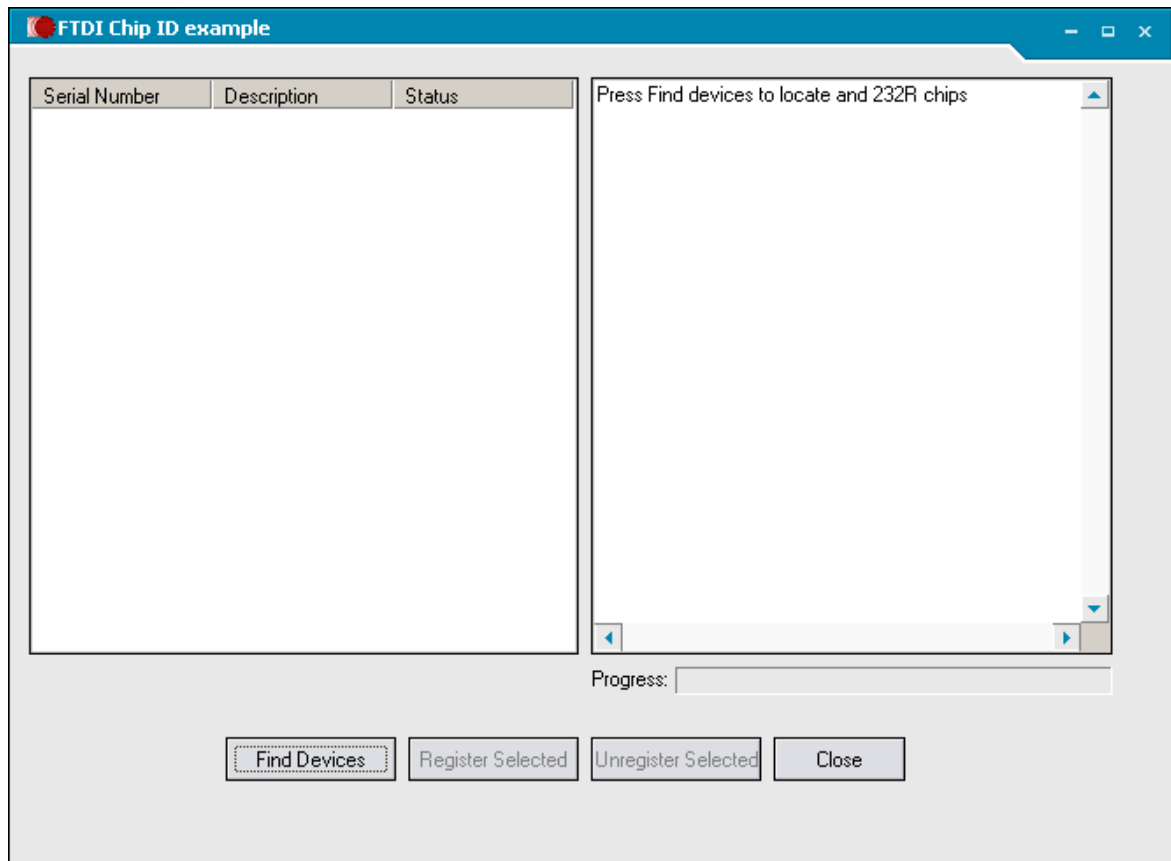 FTDI Chip ID example
Serial Number Description Status
Press Find devices to locate and 232R chips
Progress:
Find Devices Register Selected Unregister Selected Close